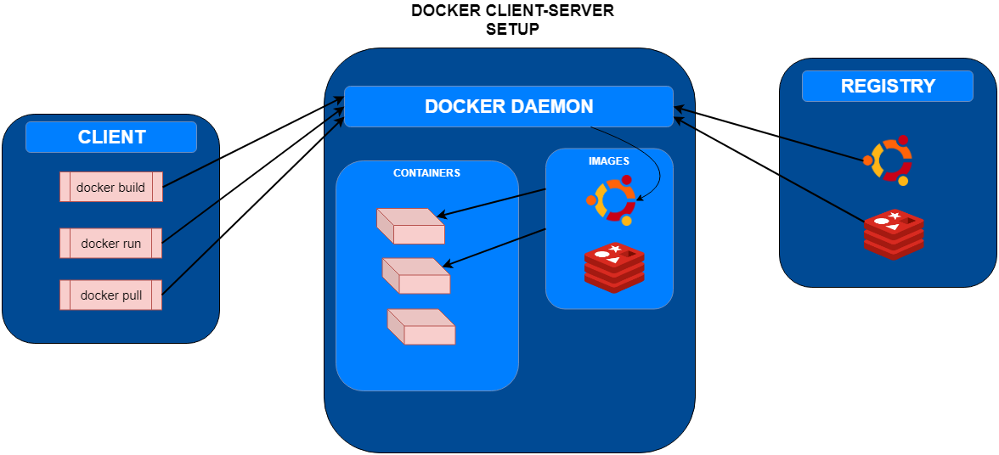 DOCKER CLIENT-SERVER
SETUP
CLIENT
docker build
docker run
docker pull
DOCKER DAEMON
CONTAINERS
IMAGES
REGISTRY